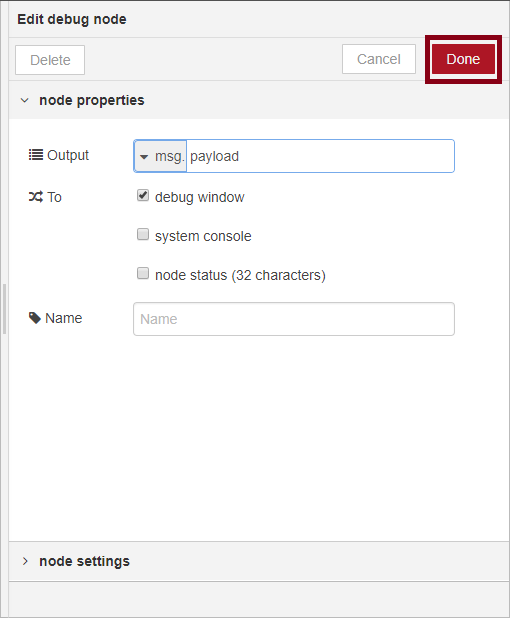 Edit debug node
Delete
Cancel
Done
node properties
Output
msg. payload
To
debug window
system console
node status (32 characters)
Name
Name
node settings